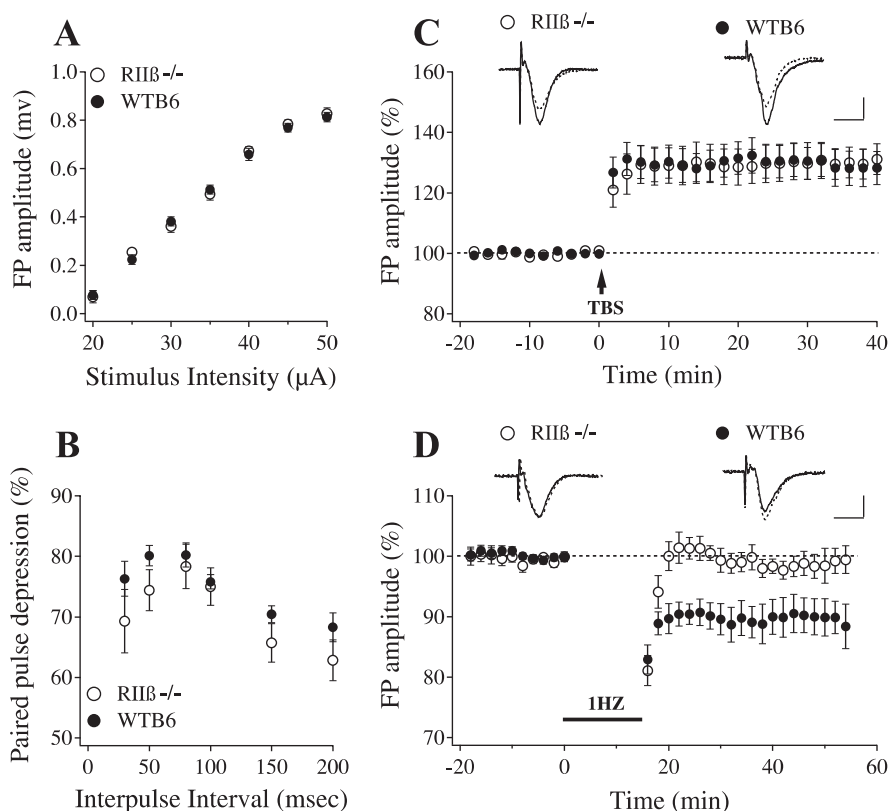 A
RIIß -/-
WTB6
FP amplitude (mv)
1.0
0.8
0.6
0.4
0.2
0.0
20 30 40 50
Stimulus Intensity (µA)
C
RIIß -/-
WTB6
FP amplitude (%)
160
140
120
100
80
TBS
-20 -10 0 10 20 30 40
Time (min)
B
Paired pulse depression (%)
90
80
70
60
50
RIIß -/-
WTB6
0 50 100 150 200
Interpulse Interval (msec)
D
RIIß -/-
WTB6
FP amplitude (%)
110
100
90
80
70
1HZ
-20 0 20 40 60
Time (min)